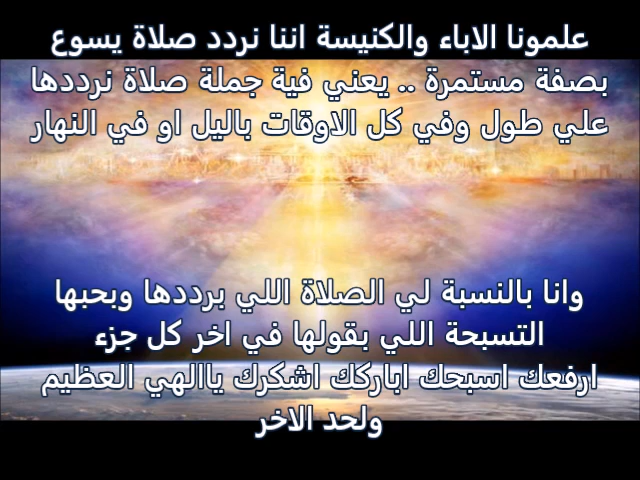 علمونا الاباء والكنيسة اننا نردد صلاة يسوع
بصفة مستمرة .. يعني فية جملة صلاة نرددها
علي طول وفي كل الاوقات باليل او في النهار
وانا بالنسبة لي الصلاة اللي برددها وبحبها
التسبحة اللي بقولها في اخر كل جزء
ارفعك اسبحك اباركك اشكرك ياالهي العظيم
ولحد الاخر